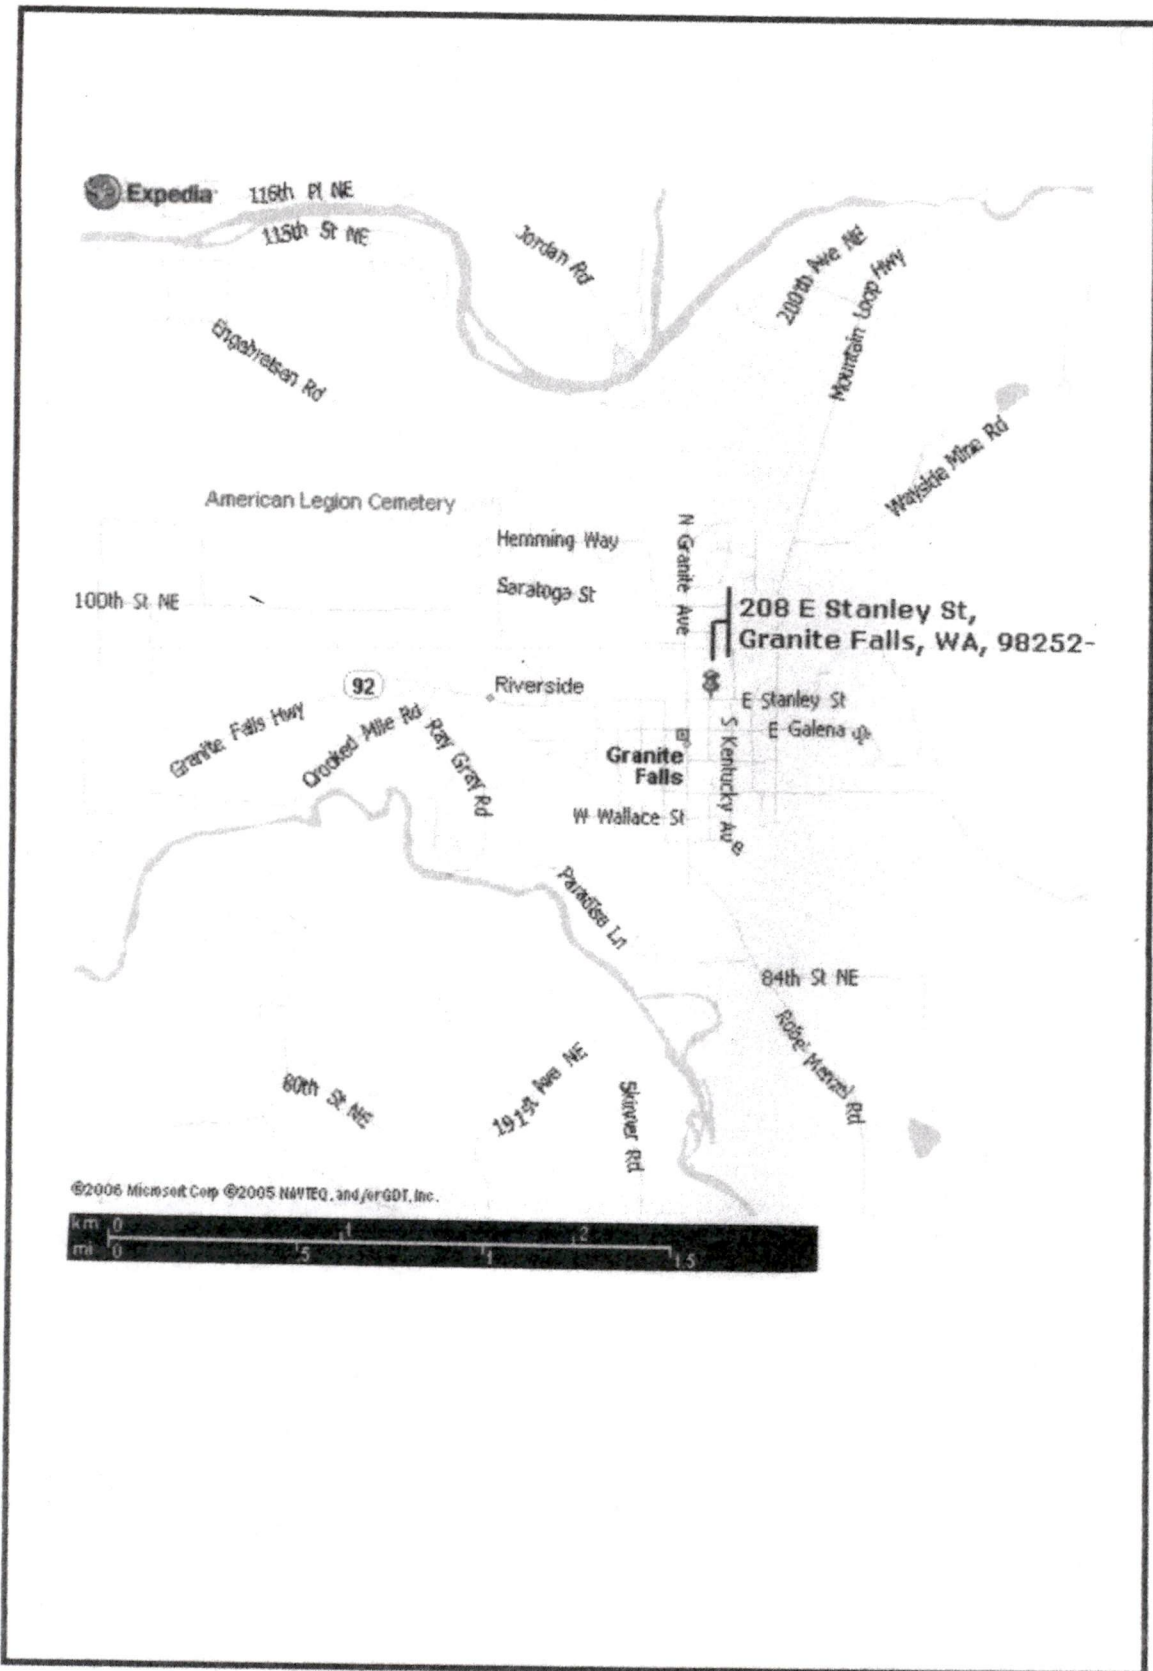 Expedia
116th Pl NE
115th St NE
Jordan Rd
200th Ave NE
Mountain Loop Hwy
Engebretsen Rd
Wayside Mine Rd
American Legion Cemetery
Hemming Way
N Granite Ave
Saratoga St
100th St NE
208 E Stanley St,
Granite Falls, WA, 98252-
92
Riverside
E Stanley St
Granite Falls Hwy
Crooked Mile Rd
Ray Gray Rd
S Kentucky Ave
E Galena
Granite
Falls
W Wallace St
Paradise Ln
84th St NE
Robe Menzel Rd
80th St NE
191st Ave NE
Skinner Rd
©2006 Microsoft Corp ©2005 NAVTEQ, and/or GDT, Inc.
km 0 1 2
mi 0 .5 1 1.5